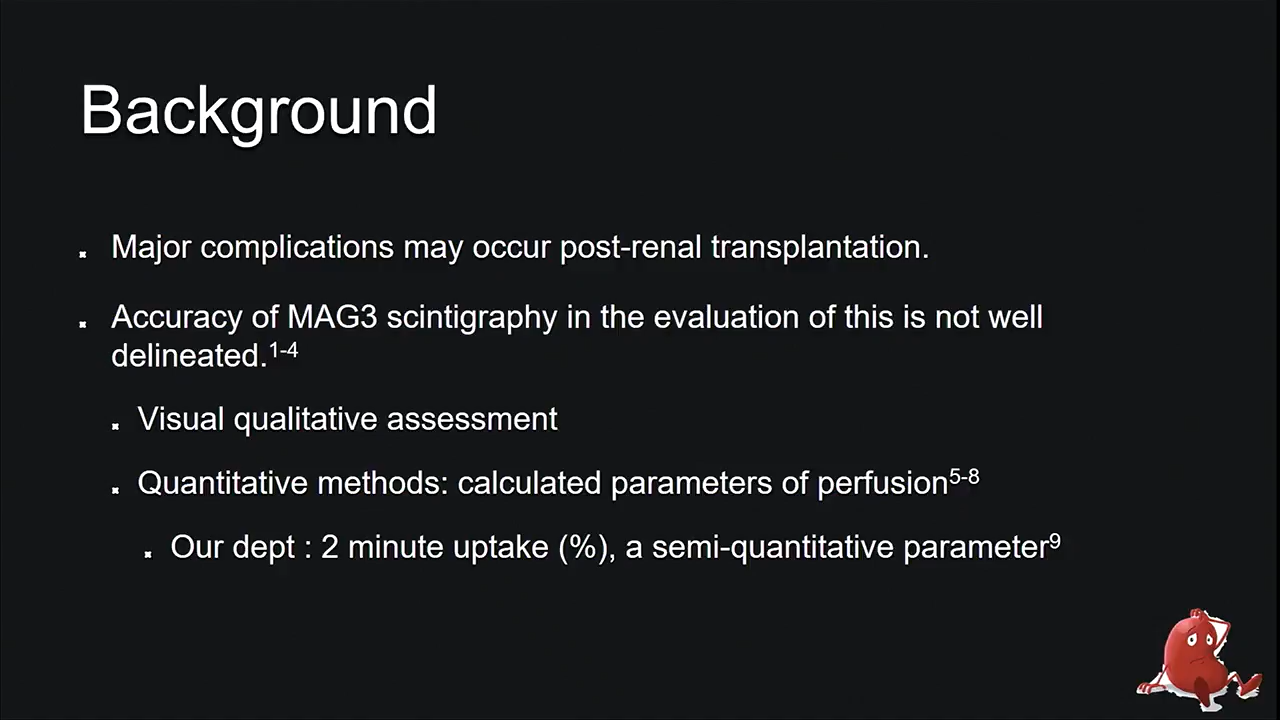 Background
Major complications may occur post-renal transplantation.
Accuracy of MAG3 scintigraphy in the evaluation of this is not well
delineated.1-4
Visual qualitative assessment
Quantitative methods: calculated parameters of perfusion5-8
Our dept : 2 minute uptake (%), a semi-quantitative parameter9